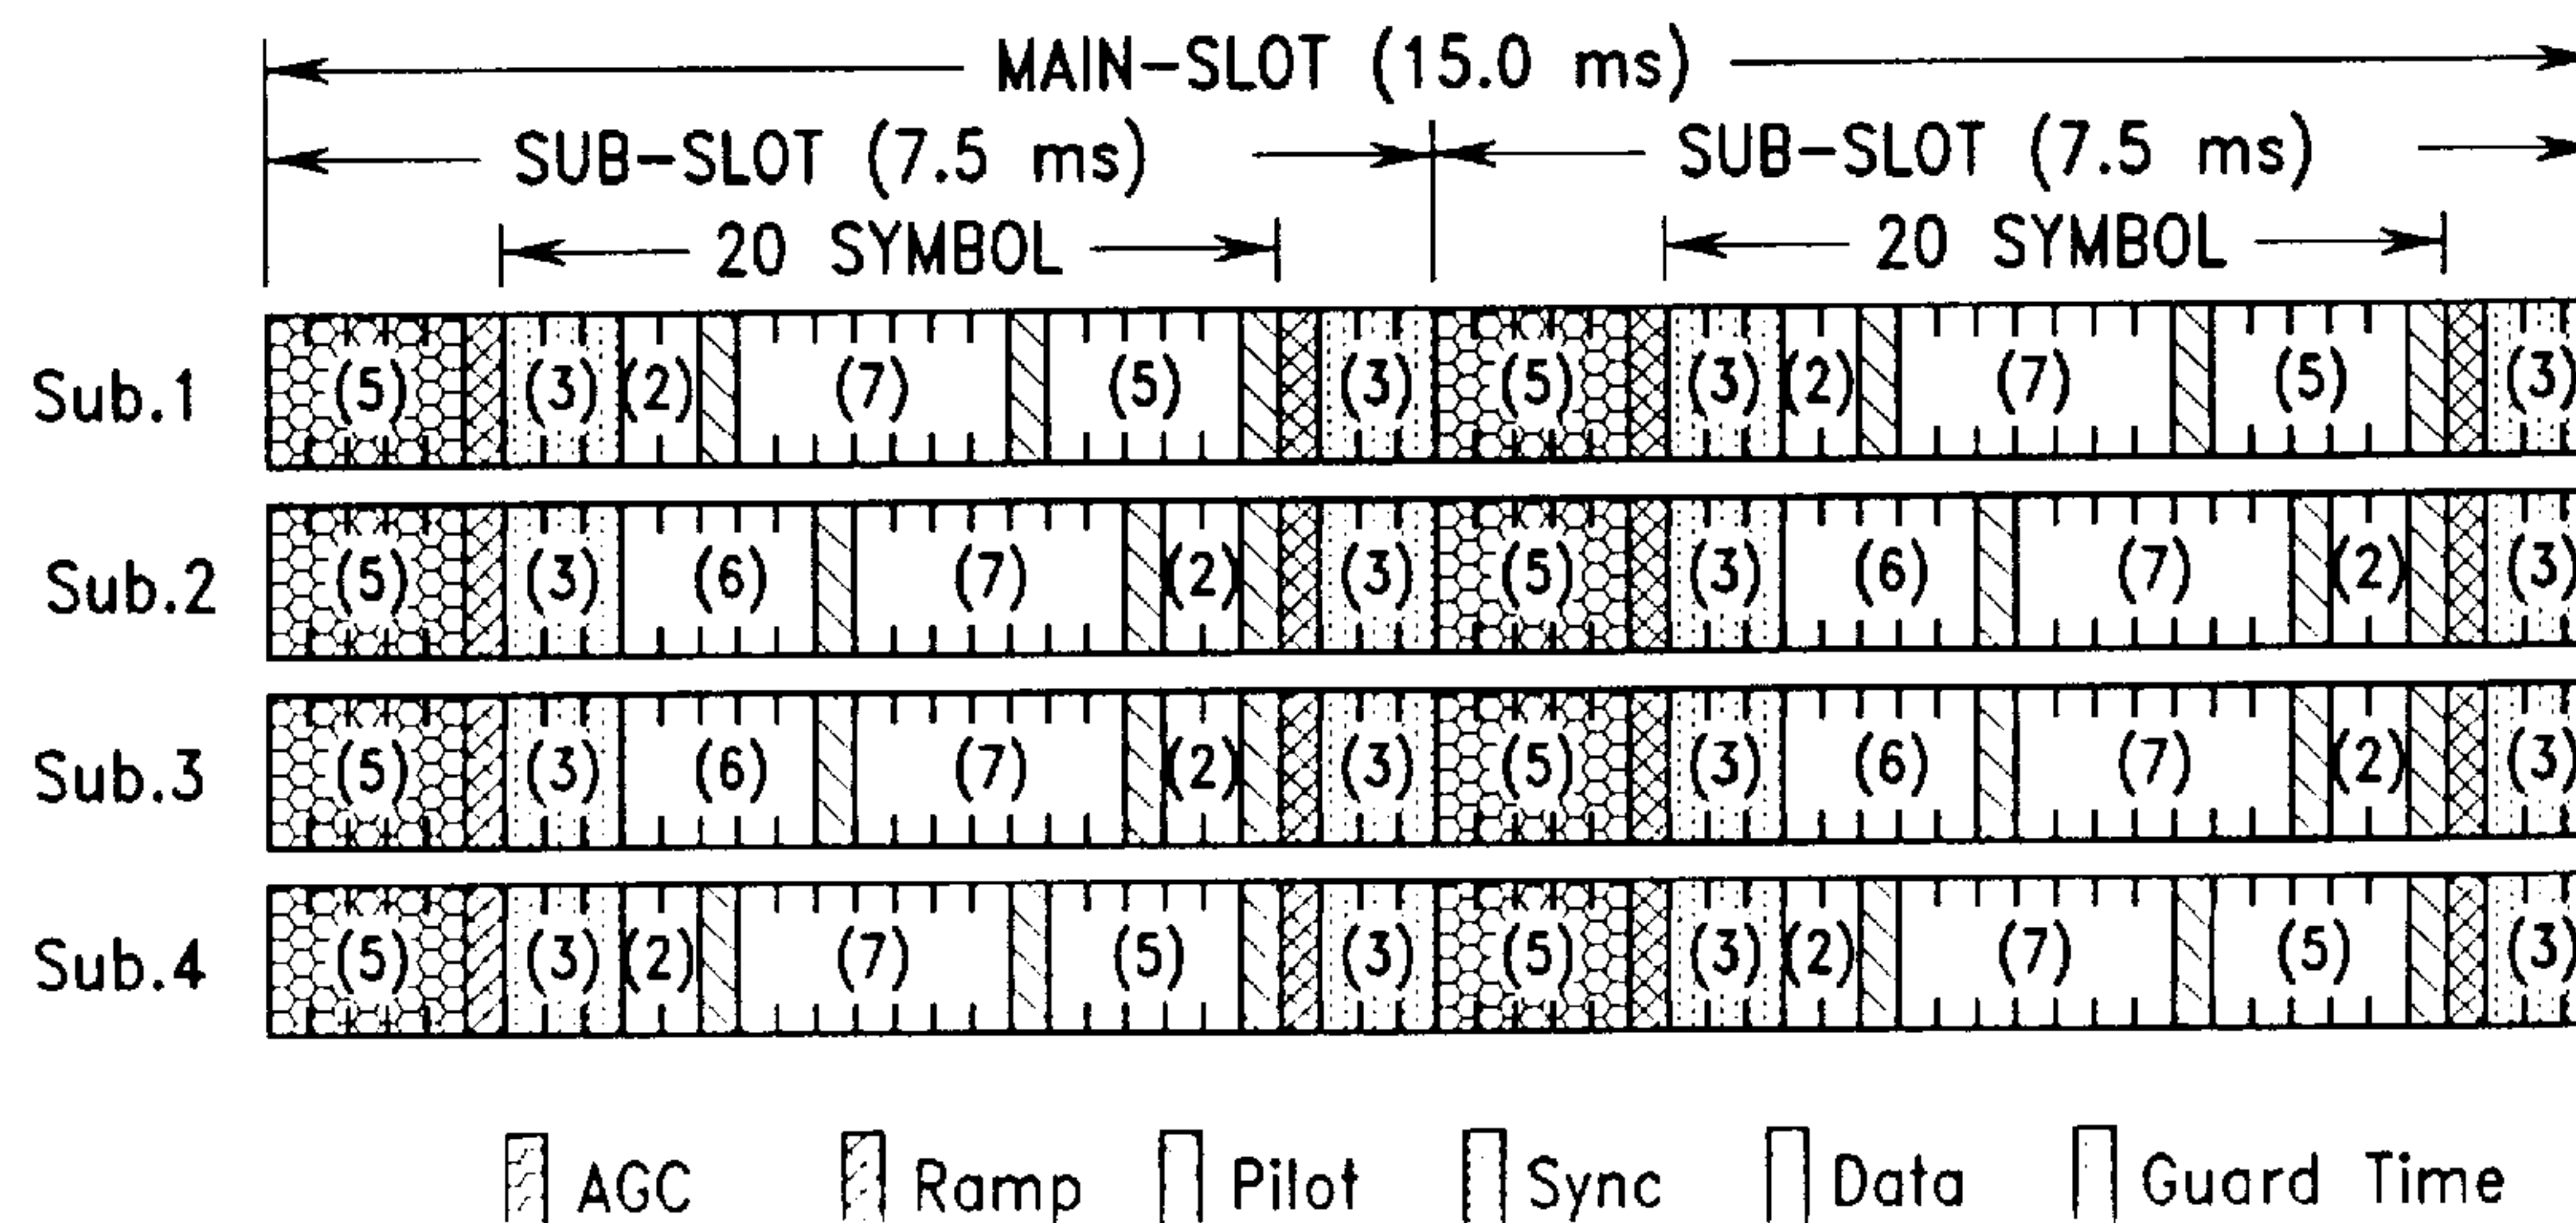 MAIN-SLOT (15.0 ms)
SUB-SLOT (7.5 ms) SUB-SLOT (7.5 ms)
20 SYMBOL 20 SYMBOL
Sub.1 (5) (3) (2) (7) (5) (3) (5) (3) (2) (7) (5) (3)
Sub.2 (5) (3) (6) (7) (2) (3) (5) (3) (6) (7) (2) (3)
Sub.3 (5) (3) (6) (7) (2) (3) (5) (3) (6) (7) (2) (3)
Sub.4 (5) (3) (2) (7) (5) (3) (5) (3) (2) (7) (5) (3)
AGC Ramp Pilot Sync Data Guard Time